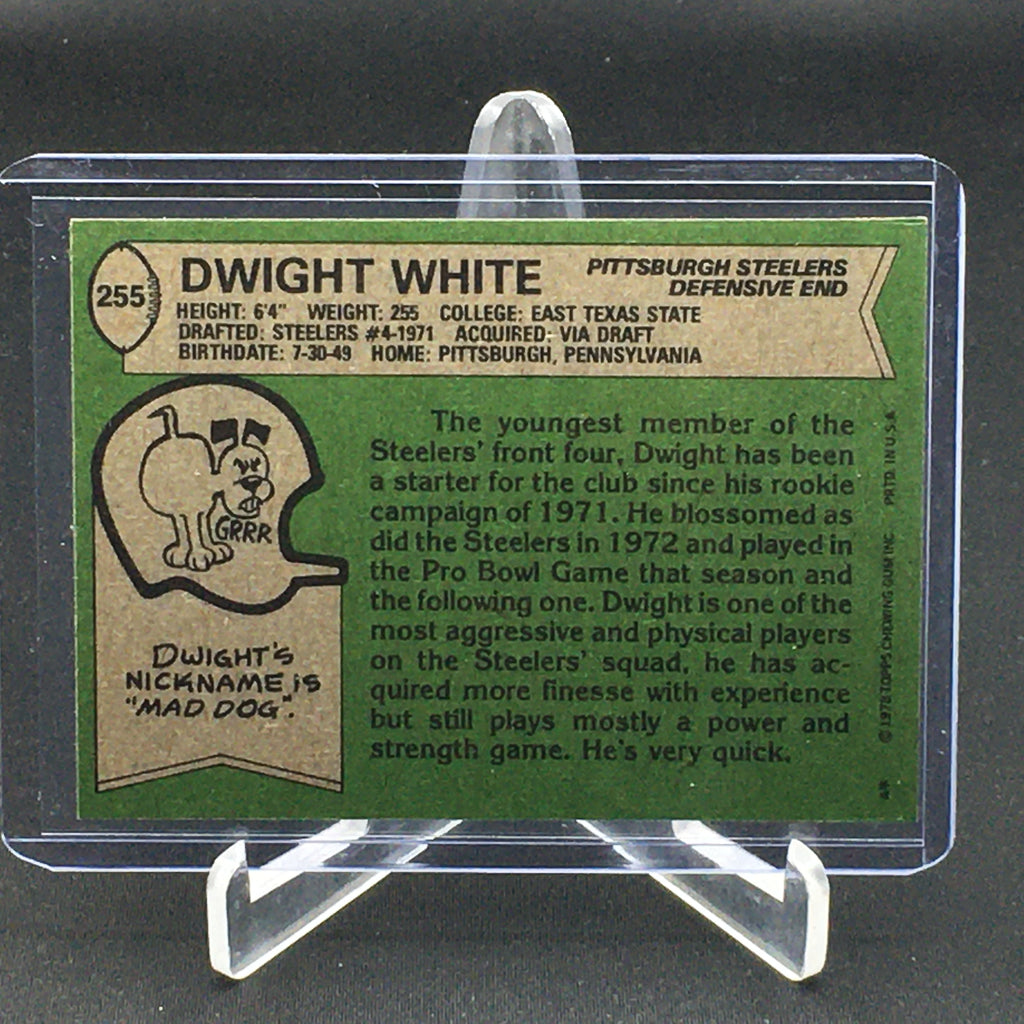 255
DWIGHT WHITE
PITTSBURGH STEELERS
DEFENSIVE END
HEIGHT: 6'4" WEIGHT: 255 COLLEGE: EAST TEXAS STATE
DRAFTED: STEELERS #4-1971 ACQUIRED: VIA DRAFT
BIRTHDATE: 7-30-49 HOME: PITTSBURGH, PENNSYLVANIA
GRRR
DWIGHT'S
NICKNAME iS
"MAD DOG".
The youngest member of the
Steelers' front four, Dwight has been
a starter for the club since his rookie
campaign of 1971. He blossomed as
did the Steelers in 1972 and played in
the Pro Bowl Game that season and
the following one. Dwight is one of the
most aggressive and physical players
on the Steelers' squad, he has ac-
quired more finesse with experience
but still plays mostly a power and
strength game. He's very quick.
© 1978 TOPPS CHEWING GUM INC. PRTD. IN U.S.A.